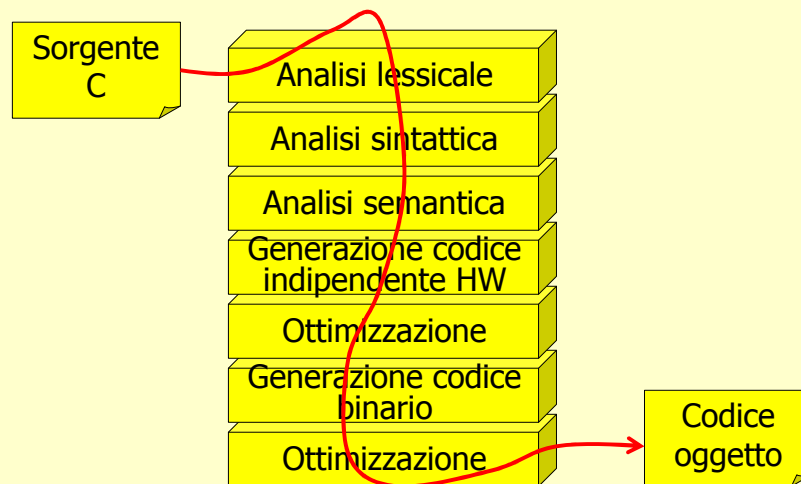 Sorgente
C
Analisi lessicale
Analisi sintattica
Analisi semantica
Generazione codice
indipendente HW
Ottimizzazione
Generazione codice
binario
Ottimizzazione
Codice
oggetto